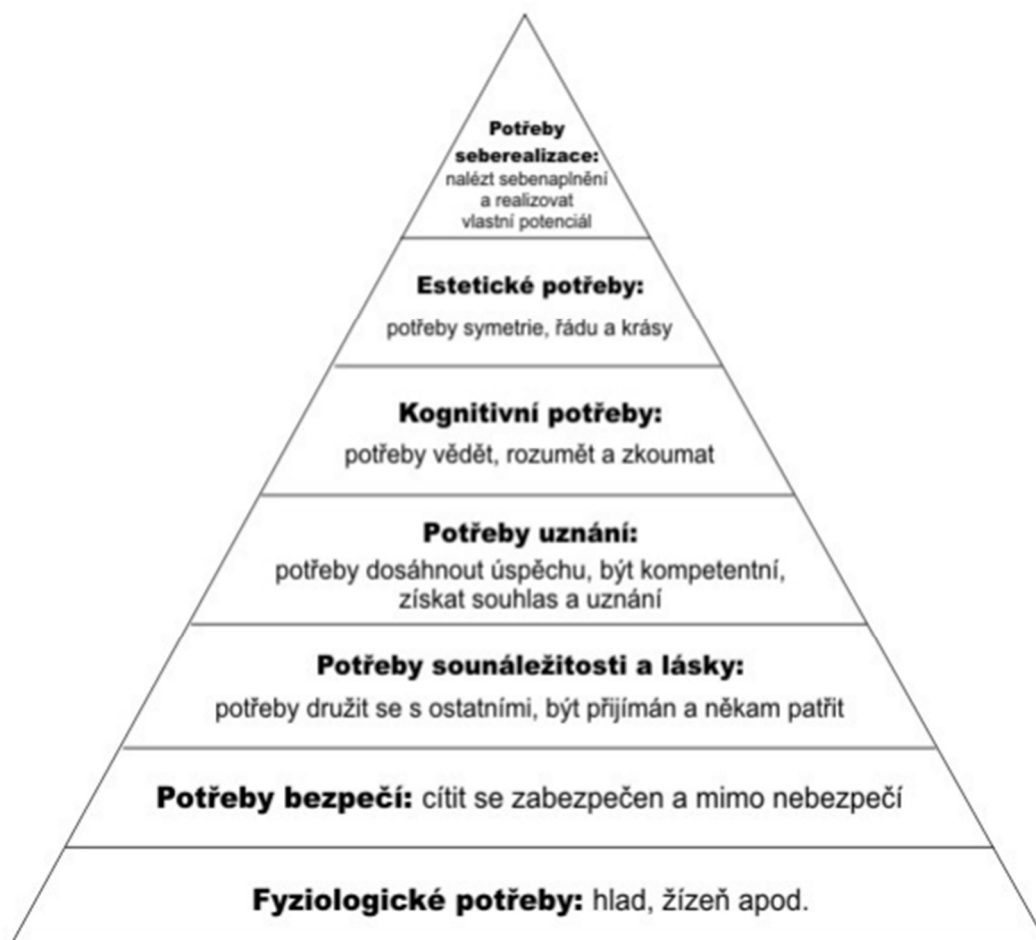 Potřeby
seberealizace:
nalézt sebenaplnění
a realizovat
vlastní potenciál
Estetické potřeby:
potřeby symetrie, řádu a krásy
Kognitivní potřeby:
potřeby vědět, rozumět a zkoumat
Potřeby uznání:
potřeby dosáhnout úspěchu, být kompetentní,
získat souhlas a uznání
Potřeby sounáležitosti a lásky:
potřeby družit se s ostatními, být přijímán a někam patřit
Potřeby bezpečí: cítit se zabezpečen a mimo nebezpečí
Fyziologické potřeby: hlad, žízeň apod.